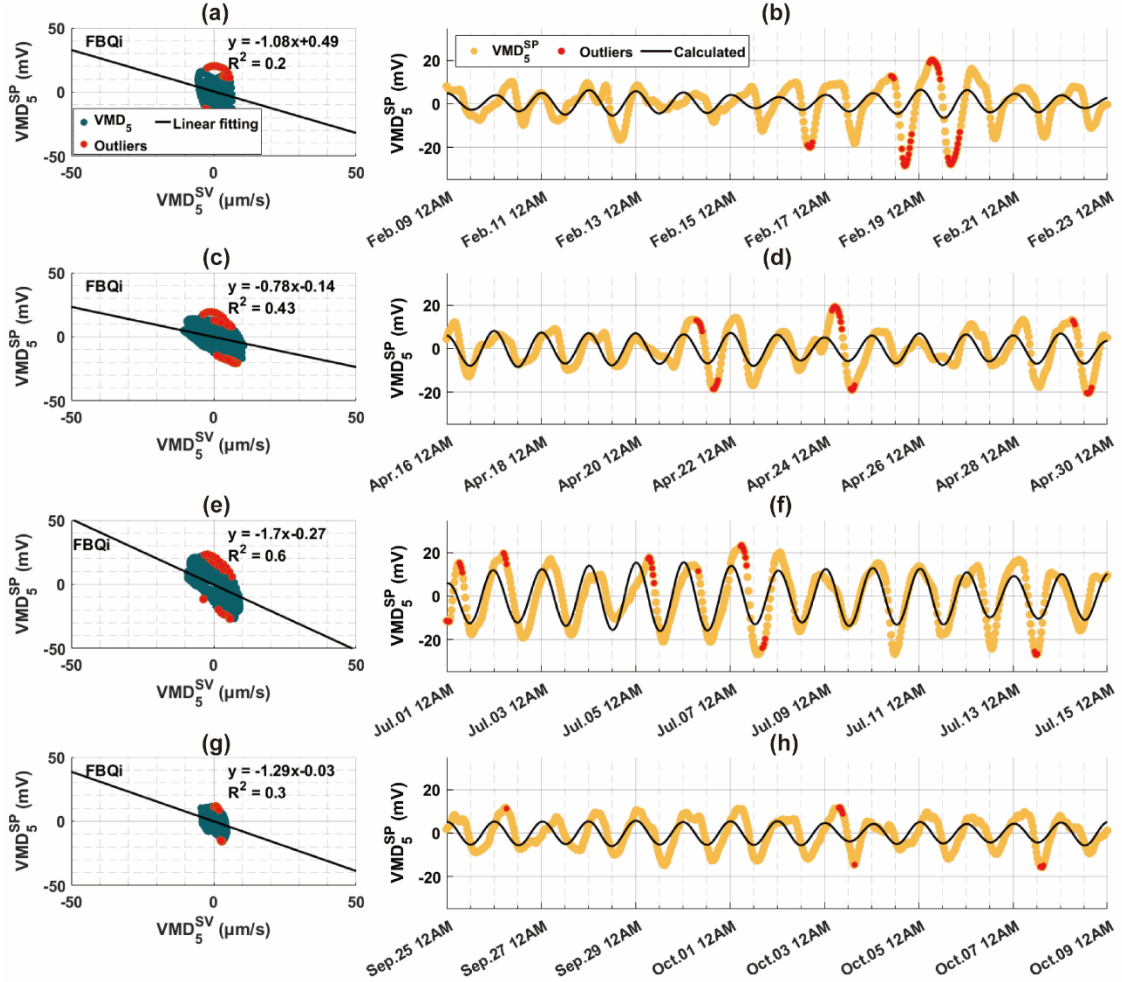 (a)
50
FBQi
y = -1.08x+0.49
R² = 0.2
VMD₅ˢᴾ (mV)
0
VMD₅
Linear fitting
Outliers
-50
-50
0
50
VMD₅ˢⱽ (µm/s)
(b)
VMD₅ˢᴾ
Outliers
Calculated
VMD₅ˢᴾ (mV)
20
0
-20
Feb.09 12AM
Feb.11 12AM
Feb.13 12AM
Feb.15 12AM
Feb.17 12AM
Feb.19 12AM
Feb.21 12AM
Feb.23 12AM
(c)
50
FBQi
y = -0.78x-0.14
R² = 0.43
VMD₅ˢᴾ (mV)
0
-50
-50
0
50
VMD₅ˢⱽ (µm/s)
(d)
VMD₅ˢᴾ (mV)
20
0
-20
Apr.16 12AM
Apr.18 12AM
Apr.20 12AM
Apr.22 12AM
Apr.24 12AM
Apr.26 12AM
Apr.28 12AM
Apr.30 12AM
(e)
50
FBQi
y = -1.7x-0.27
R² = 0.6
VMD₅ˢᴾ (mV)
0
-50
-50
0
50
VMD₅ˢⱽ (µm/s)
(f)
VMD₅ˢᴾ (mV)
20
0
-20
Jul.01 12AM
Jul.03 12AM
Jul.05 12AM
Jul.07 12AM
Jul.09 12AM
Jul.11 12AM
Jul.13 12AM
Jul.15 12AM
(g)
50
FBQi
y = -1.29x-0.03
R² = 0.3
VMD₅ˢᴾ (mV)
0
-50
-50
0
50
VMD₅ˢⱽ (µm/s)
(h)
VMD₅ˢᴾ (mV)
20
0
-20
Sep.25 12AM
Sep.27 12AM
Sep.29 12AM
Oct.01 12AM
Oct.03 12AM
Oct.05 12AM
Oct.07 12AM
Oct.09 12AM